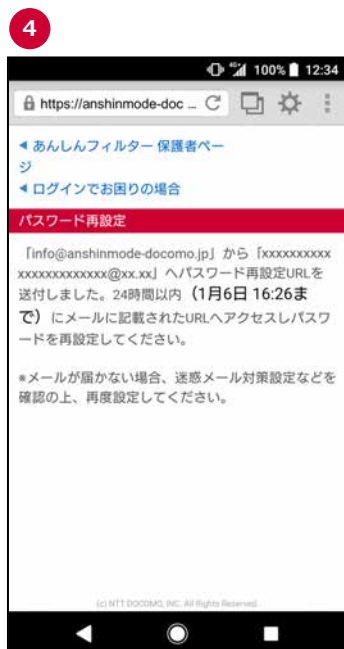 4
4G 100% 12:34
https://anshinmode-doc ...
あんしんフィルター 保護者ペー
ジ
ログインでお困りの場合
パスワード再設定
「info@anshinmode-docomo.jp」から「xxxxxxxxxx
xxxxxxxxxxxxx@xx.xx」へパスワード再設定URLを
送付しました。24時間以内（1月6日 16:26ま
で）にメールに記載されたURLへアクセスしパスワ
ードを再設定してください。
※メールが届かない場合、迷惑メール対策設定などを
確認の上、再度設定してください。
(c) NTT DOCOMO, INC. All Rights Reserved.